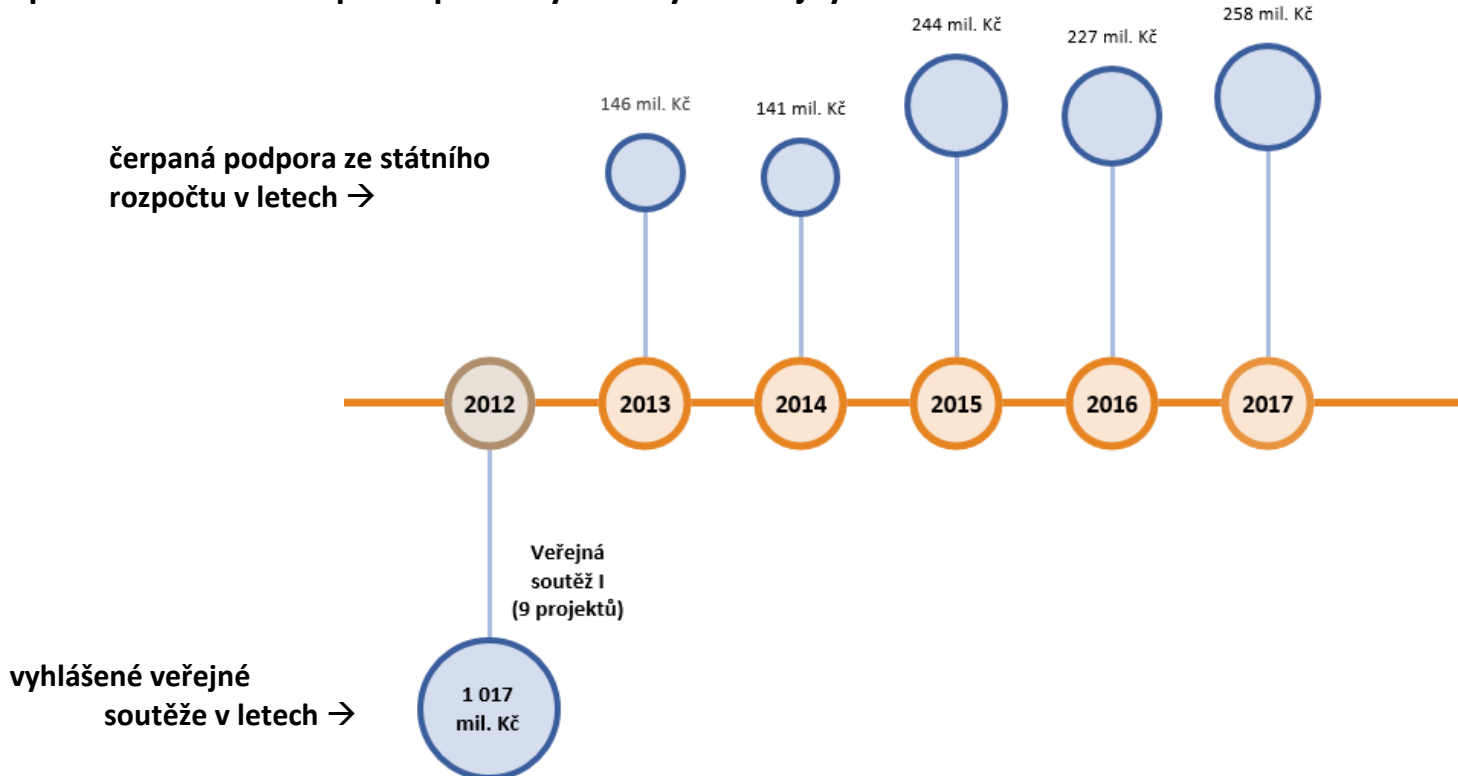 244 mil. Kč
227 mil. Kč
258 mil. Kč
146 mil. Kč
141 mil. Kč
čerpaná podpora ze státního
rozpočtu v letech →
2012
2013
2014
2015
2016
2017
Veřejná
soutěž I
(9 projektů)
vyhlášené veřejné
soutěže v letech →
1 017
mil. Kč